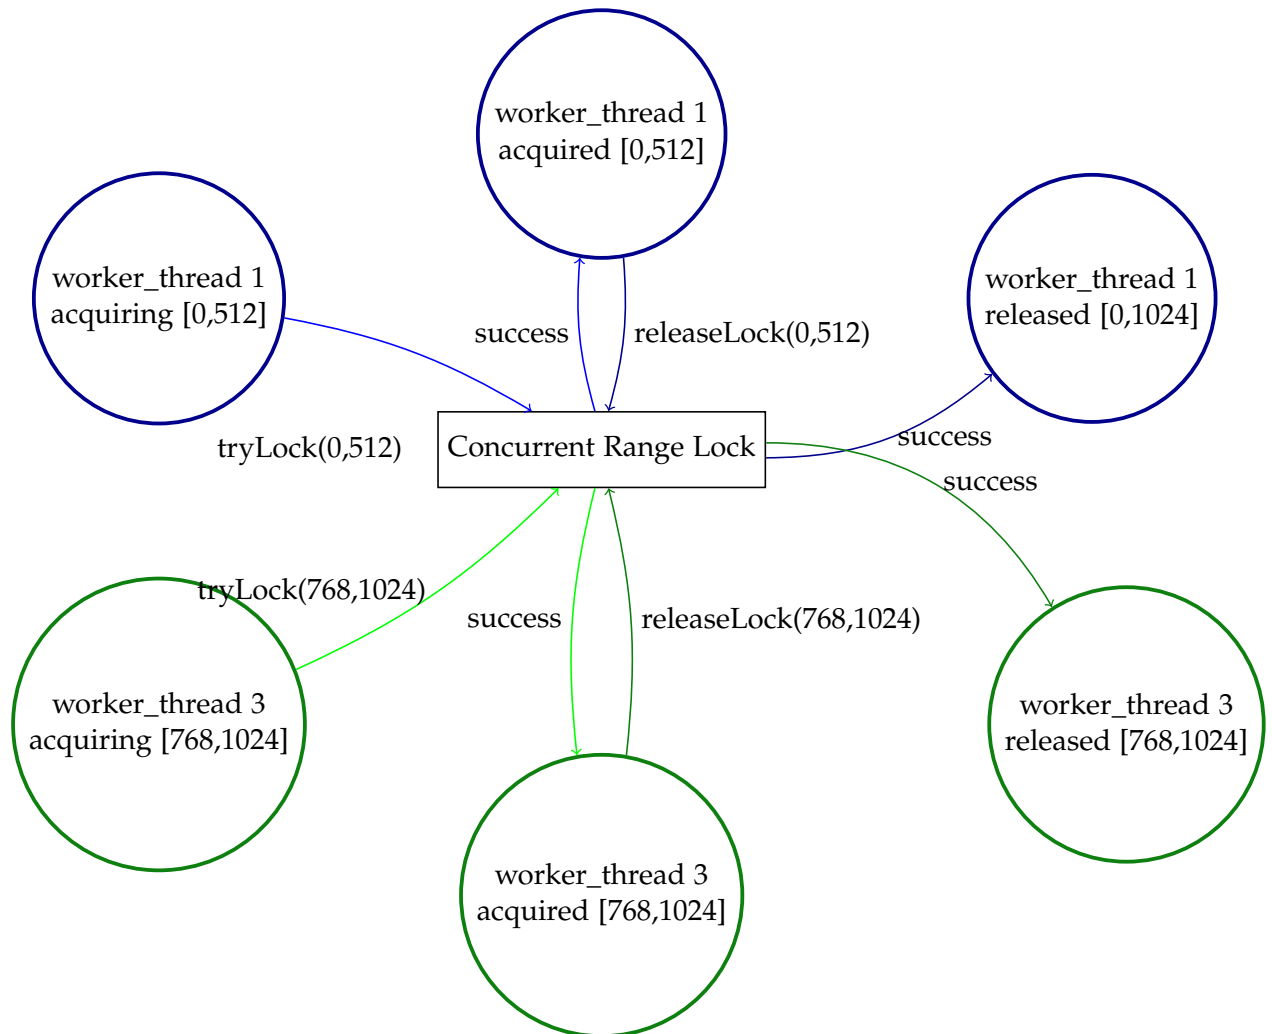 worker_thread 1
acquired [0,512]
worker_thread 1
acquiring [0,512]
worker_thread 1
released [0,1024]
success
releaseLock(0,512)
tryLock(0,512)
Concurrent Range Lock
success
success
tryLock(768,1024)
success
releaseLock(768,1024)
worker_thread 3
acquiring [768,1024]
worker_thread 3
released [768,1024]
worker_thread 3
acquired [768,1024]